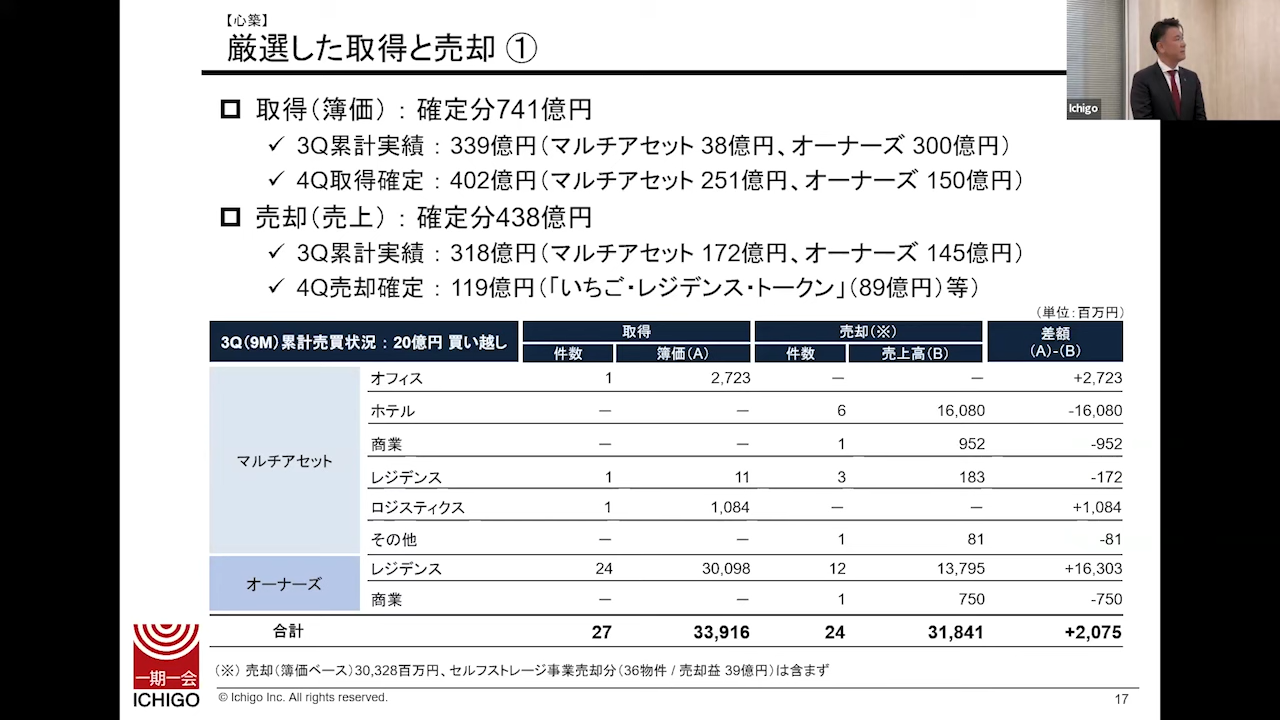 【心築】
厳選した取得と売却 ①
Ichigo
取得（簿価）：確定分741億円
✓ 3Q累計実績：339億円（マルチアセット 38億円、オーナーズ 300億円）
✓ 4Q取得確定：402億円（マルチアセット 251億円、オーナーズ 150億円）
売却（売上）：確定分438億円
✓ 3Q累計実績：318億円（マルチアセット 172億円、オーナーズ 145億円）
✓ 4Q売却確定：119億円（「いちご・レジデンス・トークン」（89億円）等）
（単位：百万円）
3Q（9M）累計売買状況：20億円 買い越し 取得 売却（※） 差額
件数 簿価（A） 件数 売上高（B） （A）-（B）
マルチアセット
オフィス 1 2,723 ― ― +2,723
ホテル ― ― 6 16,080 -16,080
商業 ― ― 1 952 -952
レジデンス 1 11 3 183 -172
ロジスティクス 1 1,084 ― ― +1,084
その他 ― ― 1 81 -81
オーナーズ
レジデンス 24 30,098 12 13,795 +16,303
商業 ― ― 1 750 -750
合計 27 33,916 24 31,841 +2,075
（※）売却（簿価ベース）30,328百万円、セルフストレージ事業売却分（36物件 / 売却益 39億円）は含まず
一期一会
ICHIGO
© Ichigo Inc. All rights reserved.
17